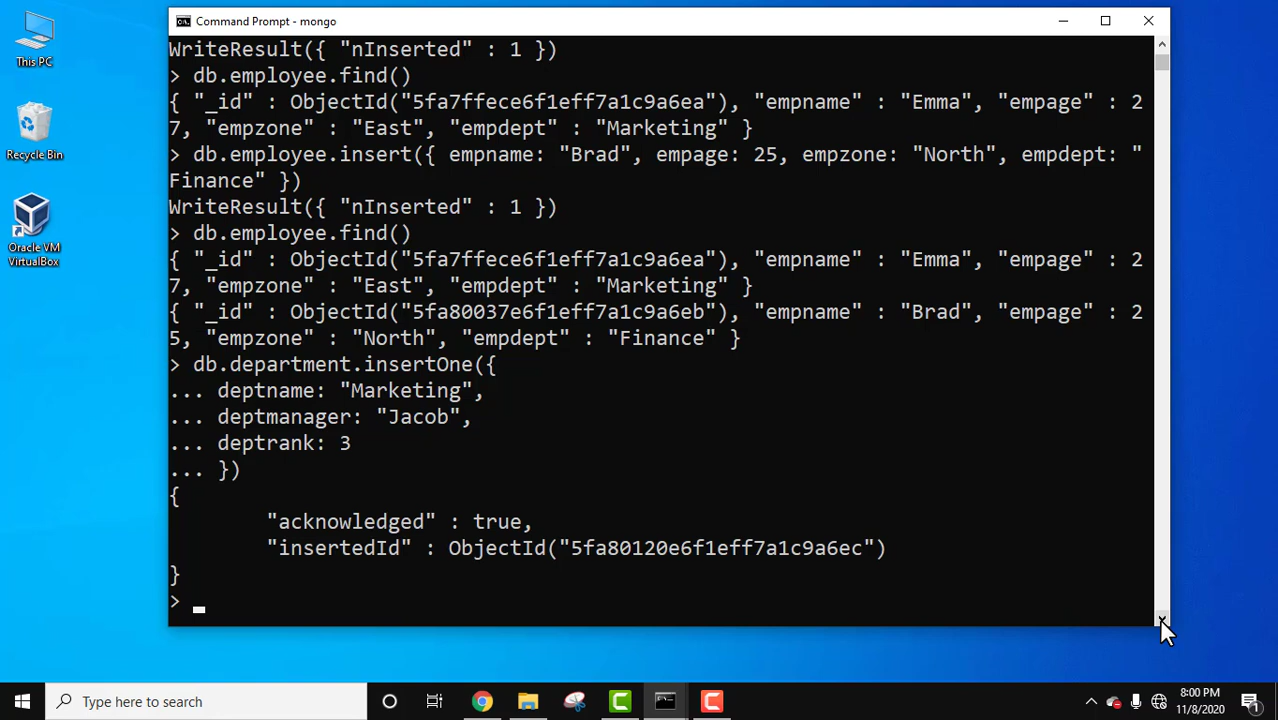 This PC
Recycle Bin
Oracle VM
VirtualBox
Command Prompt - mongo
WriteResult({ "nInserted" : 1 })
> db.employee.find()
{ "_id" : ObjectId("5fa7ffece6f1eff7a1c9a6ea"), "empname" : "Emma", "empage" : 2
7, "empzone" : "East", "empdept" : "Marketing" }
> db.employee.insert({ empname: "Brad", empage: 25, empzone: "North", empdept: "
Finance" })
WriteResult({ "nInserted" : 1 })
> db.employee.find()
{ "_id" : ObjectId("5fa7ffece6f1eff7a1c9a6ea"), "empname" : "Emma", "empage" : 2
7, "empzone" : "East", "empdept" : "Marketing" }
{ "_id" : ObjectId("5fa80037e6f1eff7a1c9a6eb"), "empname" : "Brad", "empage" : 2
5, "empzone" : "North", "empdept" : "Finance" }
> db.department.insertOne({
... deptname: "Marketing",
... deptmanager: "Jacob",
... deptrank: 3
... })
{
        "acknowledged" : true,
        "insertedId" : ObjectId("5fa80120e6f1eff7a1c9a6ec")
}
>
Type here to search
8:00 PM
11/8/2020
1